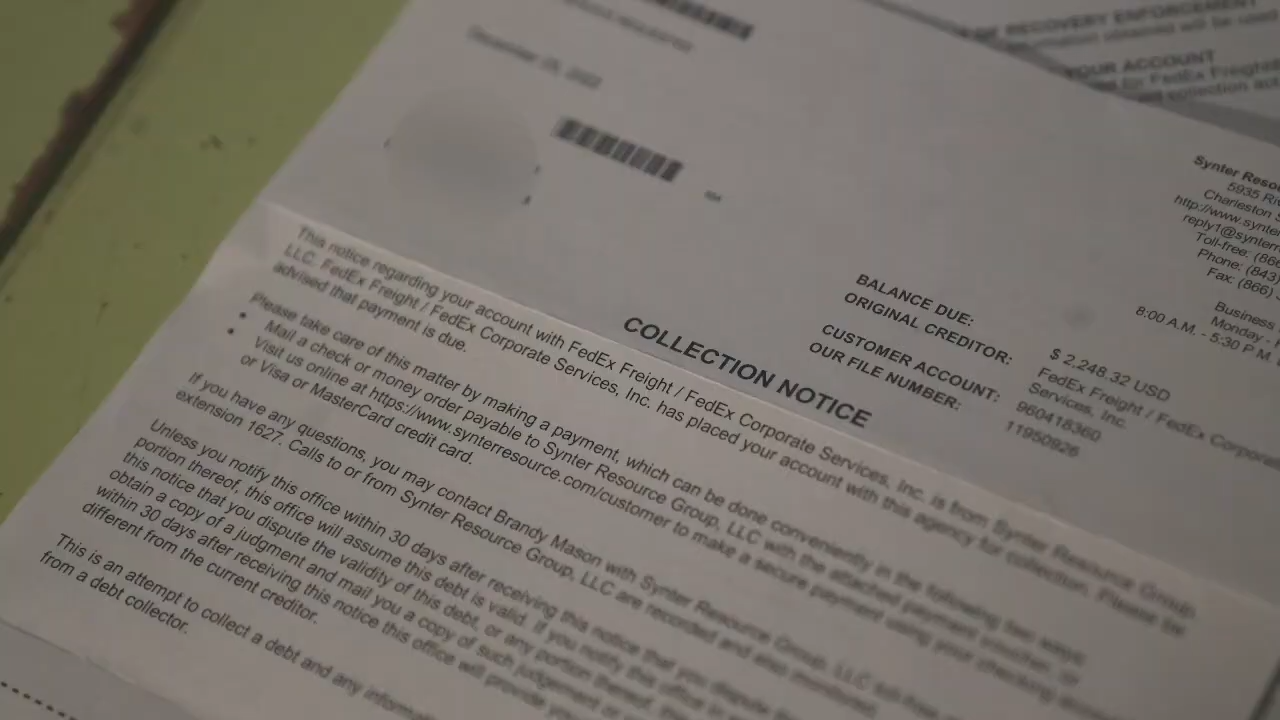 OF RECOVERY ENFORCEMENT
YOUR ACCOUNT
December
Synter
5935
Charleston
http://www.synter
reply1@synter
Toll-free: (866
Phone: (843)
Fax: (866)
Business
Monday -
8:00 A.M. - 5:30 P.M.
BALANCE DUE: $ 2,248.32 USD
ORIGINAL CREDITOR: FedEx Freight / FedEx Corporate
Services, Inc.
CUSTOMER ACCOUNT: 960418360
OUR FILE NUMBER: 11950926
COLLECTION NOTICE
This notice regarding your account with FedEx Freight / FedEx Corporate Services, Inc. is from Synter Resource Group,
LLC. FedEx Freight / FedEx Corporate Services, Inc. has placed your account with this agency for collection. Please be
advised that payment is due.
Please take care of this matter by making a payment, which can be done conveniently in the following two ways
• Mail a check or money order payable to Synter Resource Group, LLC with the attached payment voucher, or
• Visit us online at https://www.synterresource.com/customer to make a secure payment using your checking
or Visa or MasterCard credit card.
If you have any questions, you may contact Brandy Mason with Synter Resource Group, LLC
extension 1627. Calls to or from Synter Resource Group, LLC are recorded and also monitored.
Unless you notify this office within 30 days after receiving this notice that you dispute
portion thereof, this office will assume this debt is valid. If you notify this office in
this notice that you dispute the validity of this debt, or any portion thereof, this
obtain a copy of a judgment and mail you a copy of such judgement or
within 30 days after receiving this notice this office will provide you
different from the current creditor.
This is an attempt to collect a debt and any
from a debt collector.